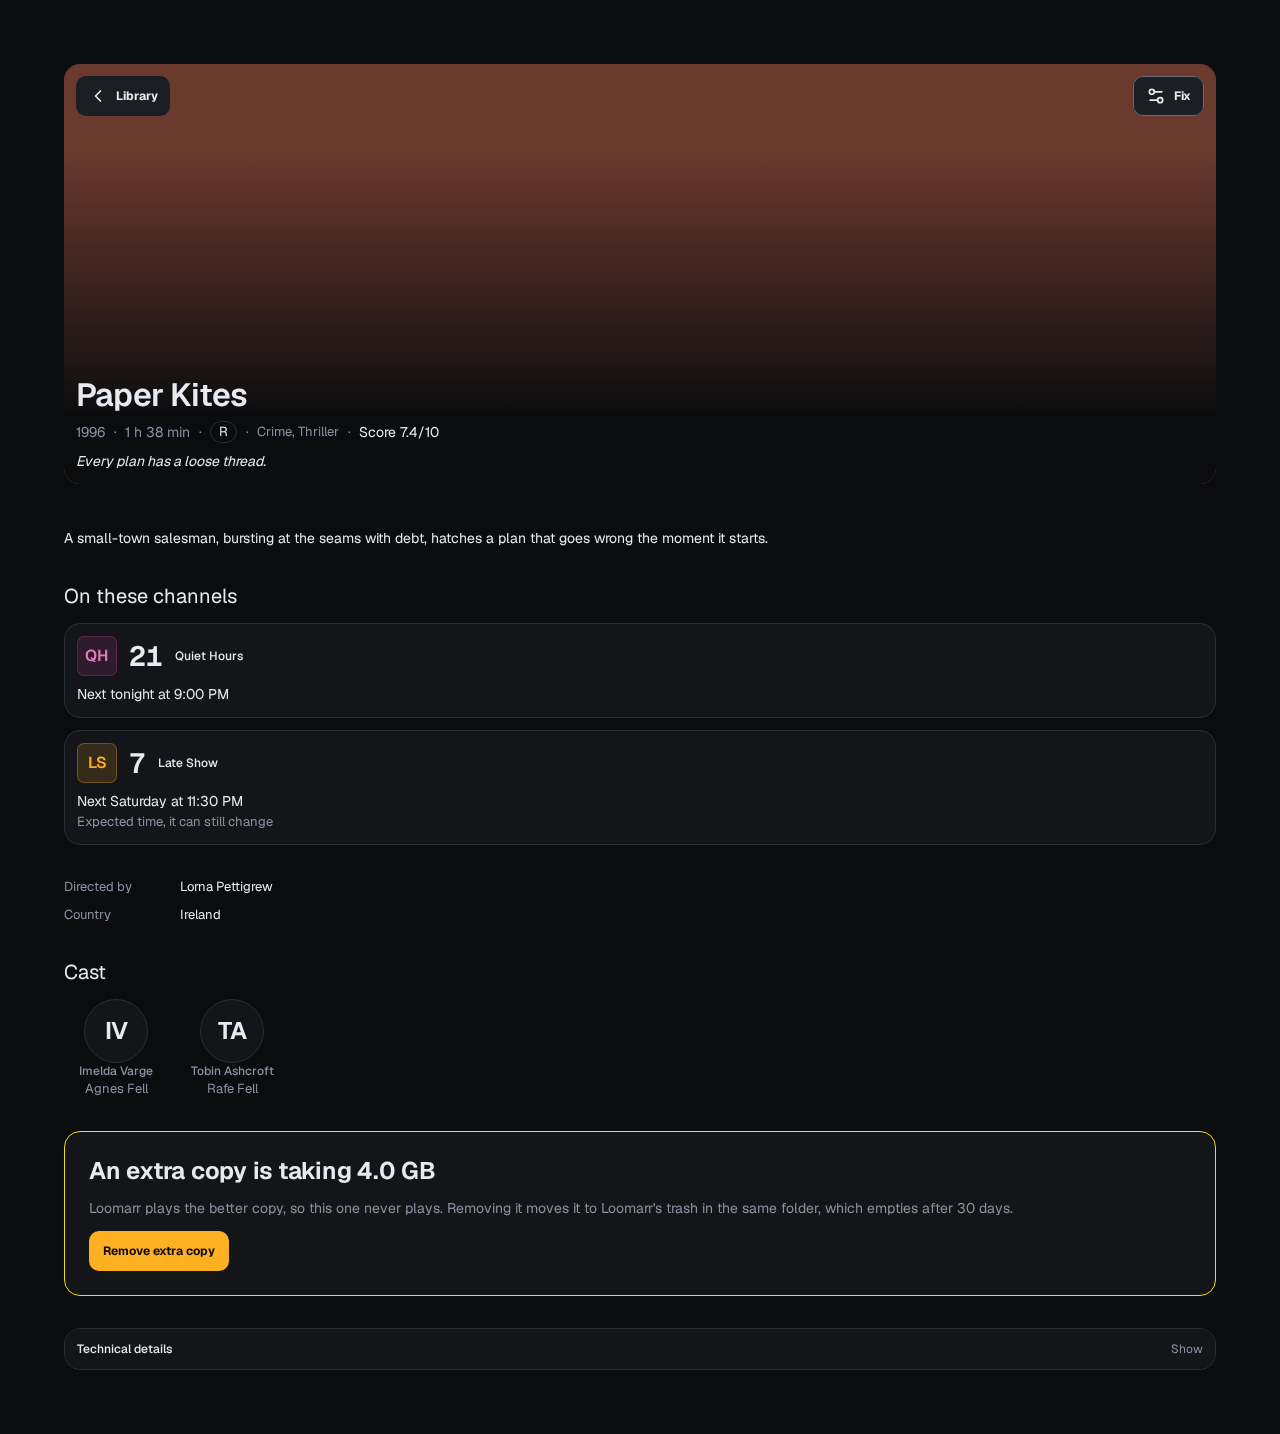 Library
Fix
Paper Kites
1996 · 1 h 38 min · R · Crime, Thriller · Score 7.4/10
Every plan has a loose thread.
A small-town salesman, bursting at the seams with debt, hatches a plan that goes wrong the moment it starts.
On these channels
QH 21 Quiet Hours
Next tonight at 9:00 PM
LS 7 Late Show
Next Saturday at 11:30 PM
Expected time, it can still change
Directed by Lorna Pettigrew
Country Ireland
Cast
IV TA
Imelda Varge Tobin Ashcroft
Agnes Fell Rafe Fell
An extra copy is taking 4.0 GB
Loomarr plays the better copy, so this one never plays. Removing it moves it to Loomarr's trash in the same folder, which empties after 30 days.
Remove extra copy
Technical details Show